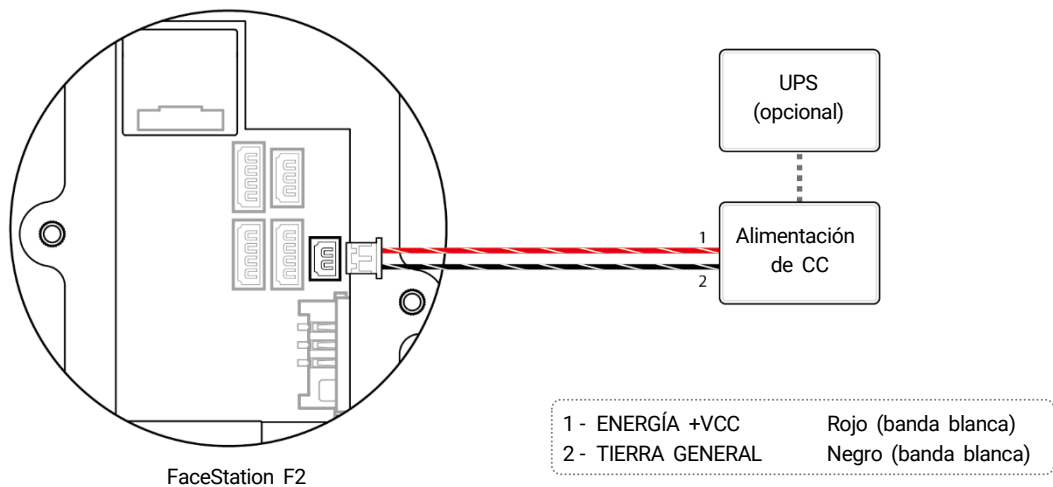 UPS
(opcional)
1
Alimentación
de CC
2
1 - ENERGÍA +VCC Rojo (banda blanca)
2 - TIERRA GENERAL Negro (banda blanca)
FaceStation F2